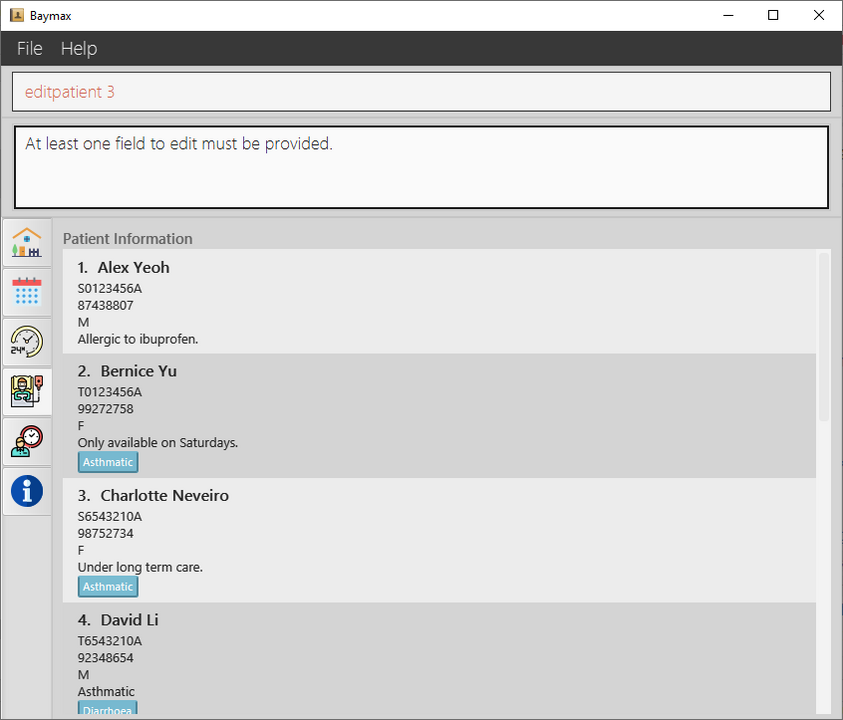 Baymax
File Help
editpatient 3
At least one field to edit must be provided.
Patient Information
1. Alex Yeoh
S0123456A
87438807
M
Allergic to ibuprofen.
2. Bernice Yu
T0123456A
99272758
F
Only available on Saturdays.
Asthmatic
3. Charlotte Neveiro
S6543210A
98752734
F
Under long term care.
Asthmatic
4. David Li
T6543210A
92348654
M
Asthmatic
Diarrhoea
24H